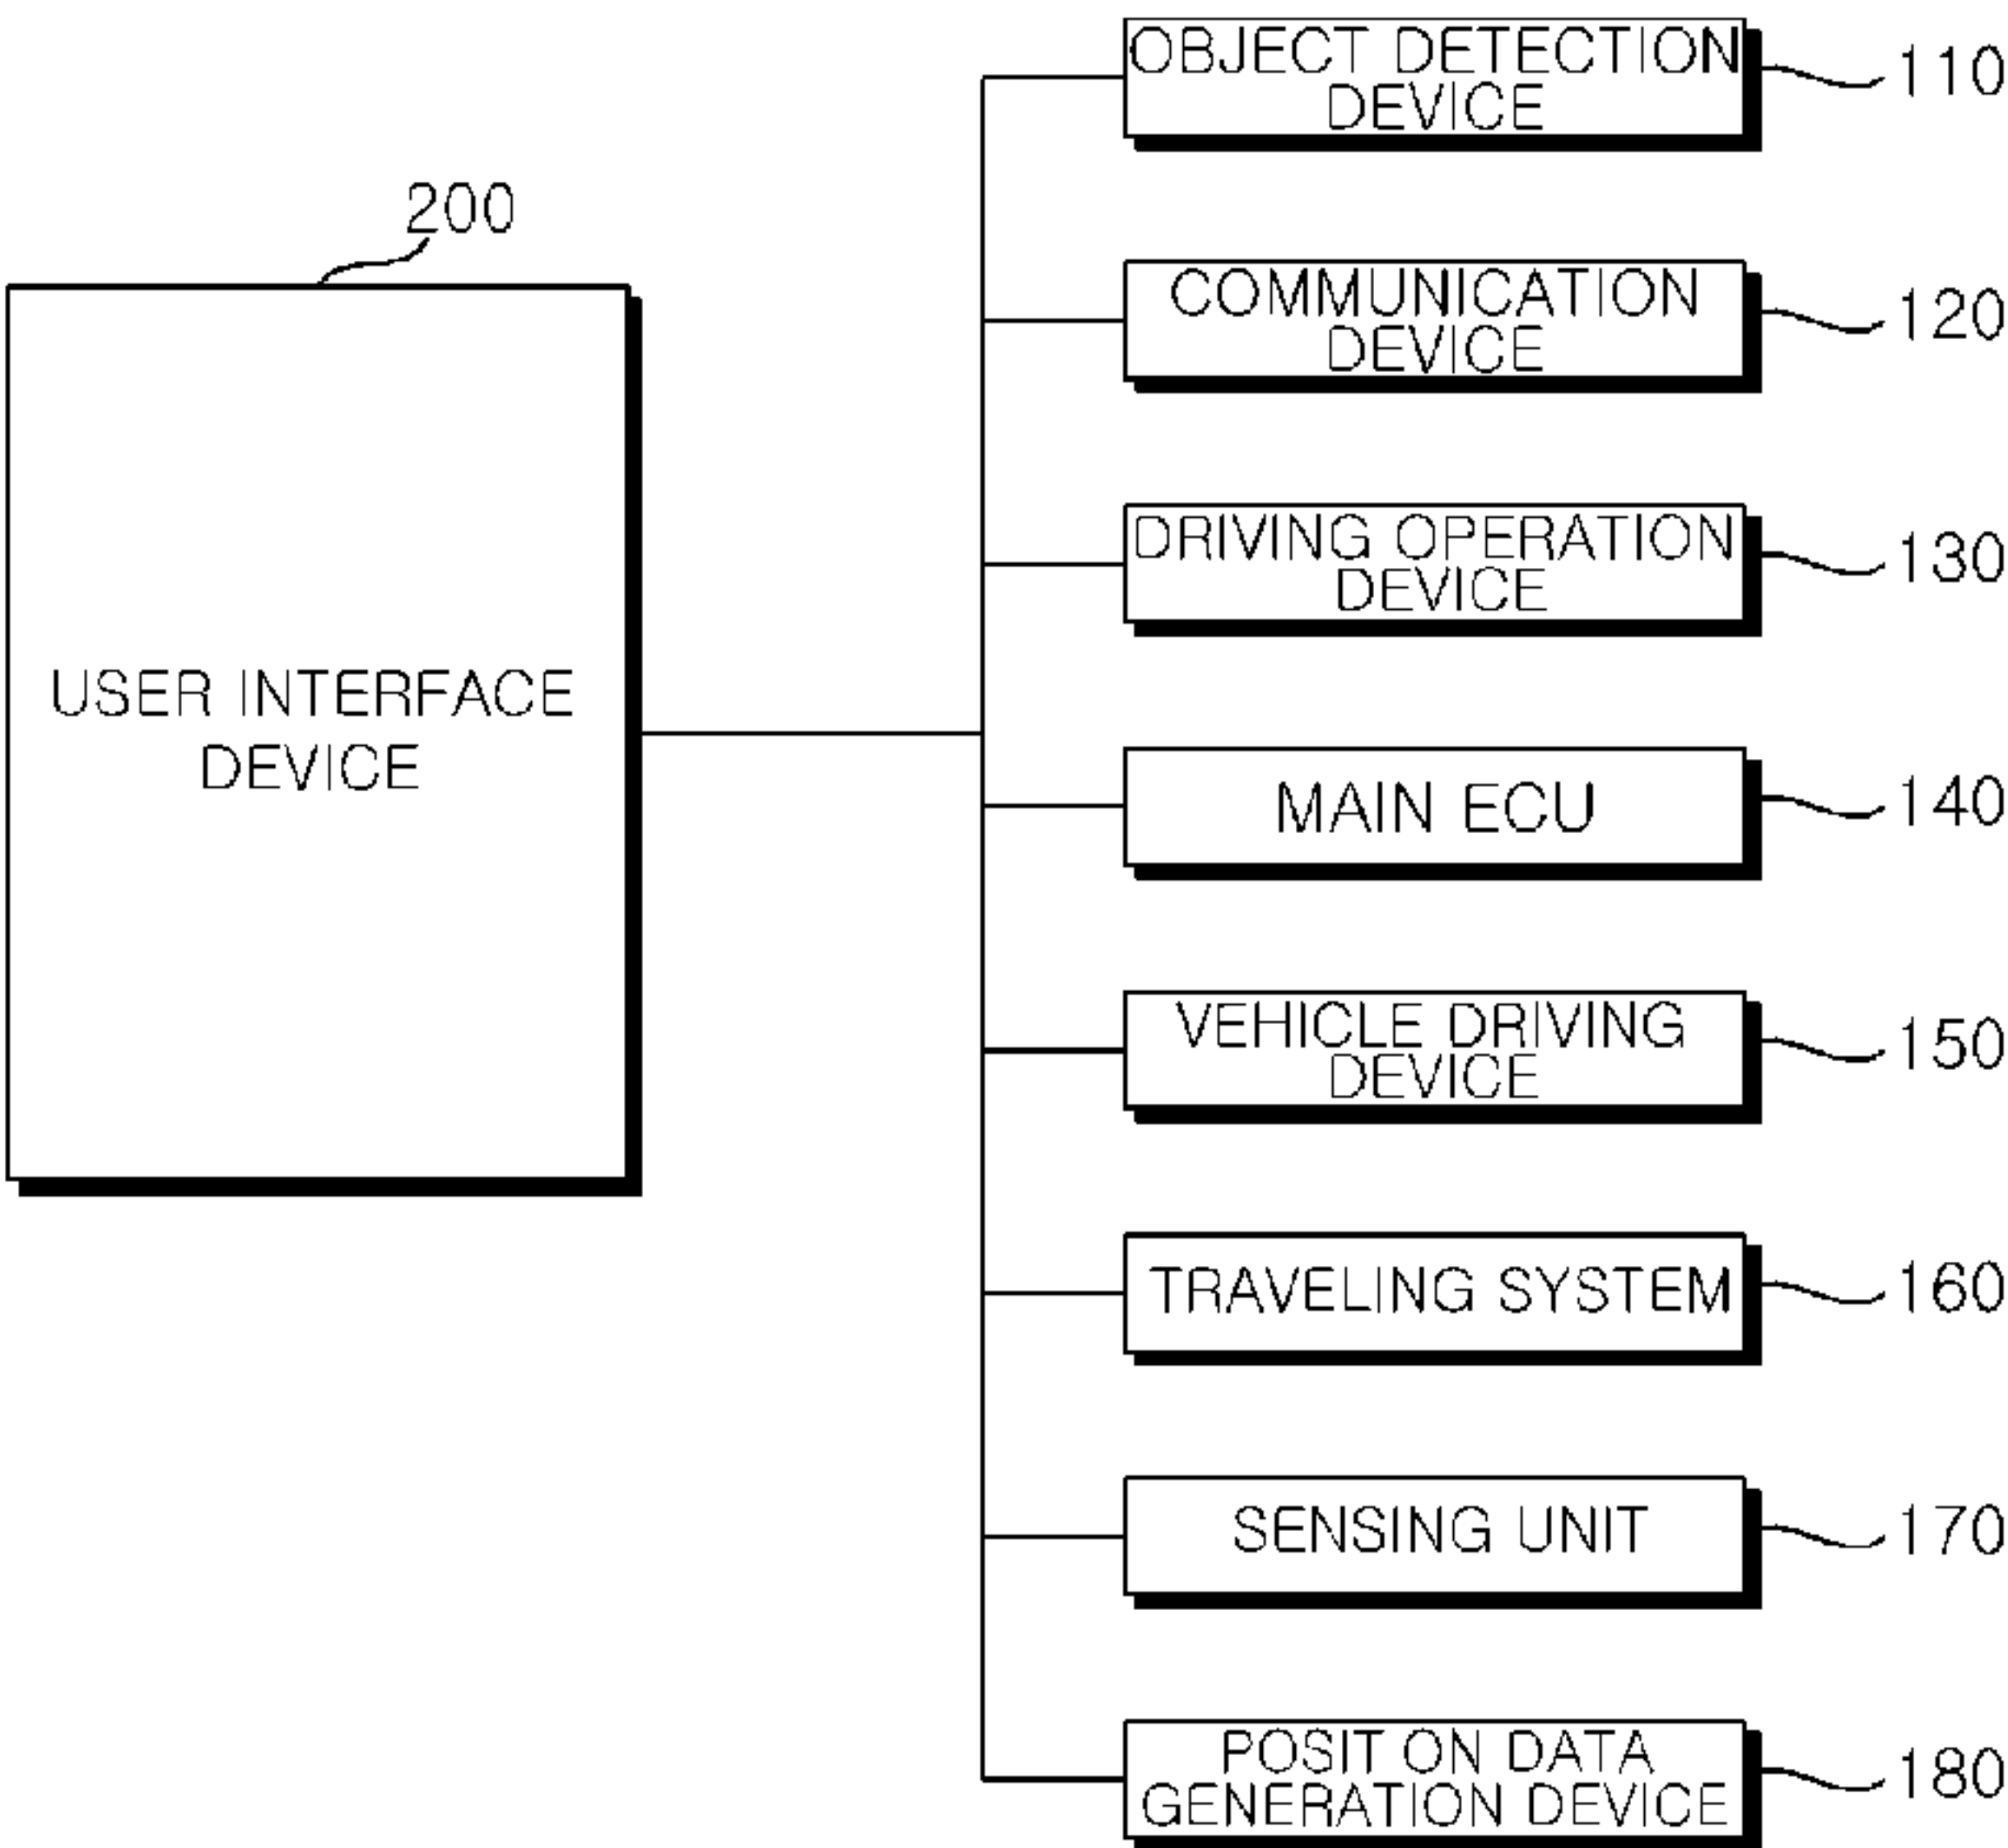 200
USER INTERFACE
DEVICE
OBJECT DETECTION
DEVICE
110
COMMUNICATION
DEVICE
120
DRIVING OPERATION
DEVICE
130
MAIN ECU
140
VEHICLE DRIVING
DEVICE
150
TRAVELING SYSTEM
160
SENSING UNIT
170
POSIT ON DATA
GENERATION DEVICE
180